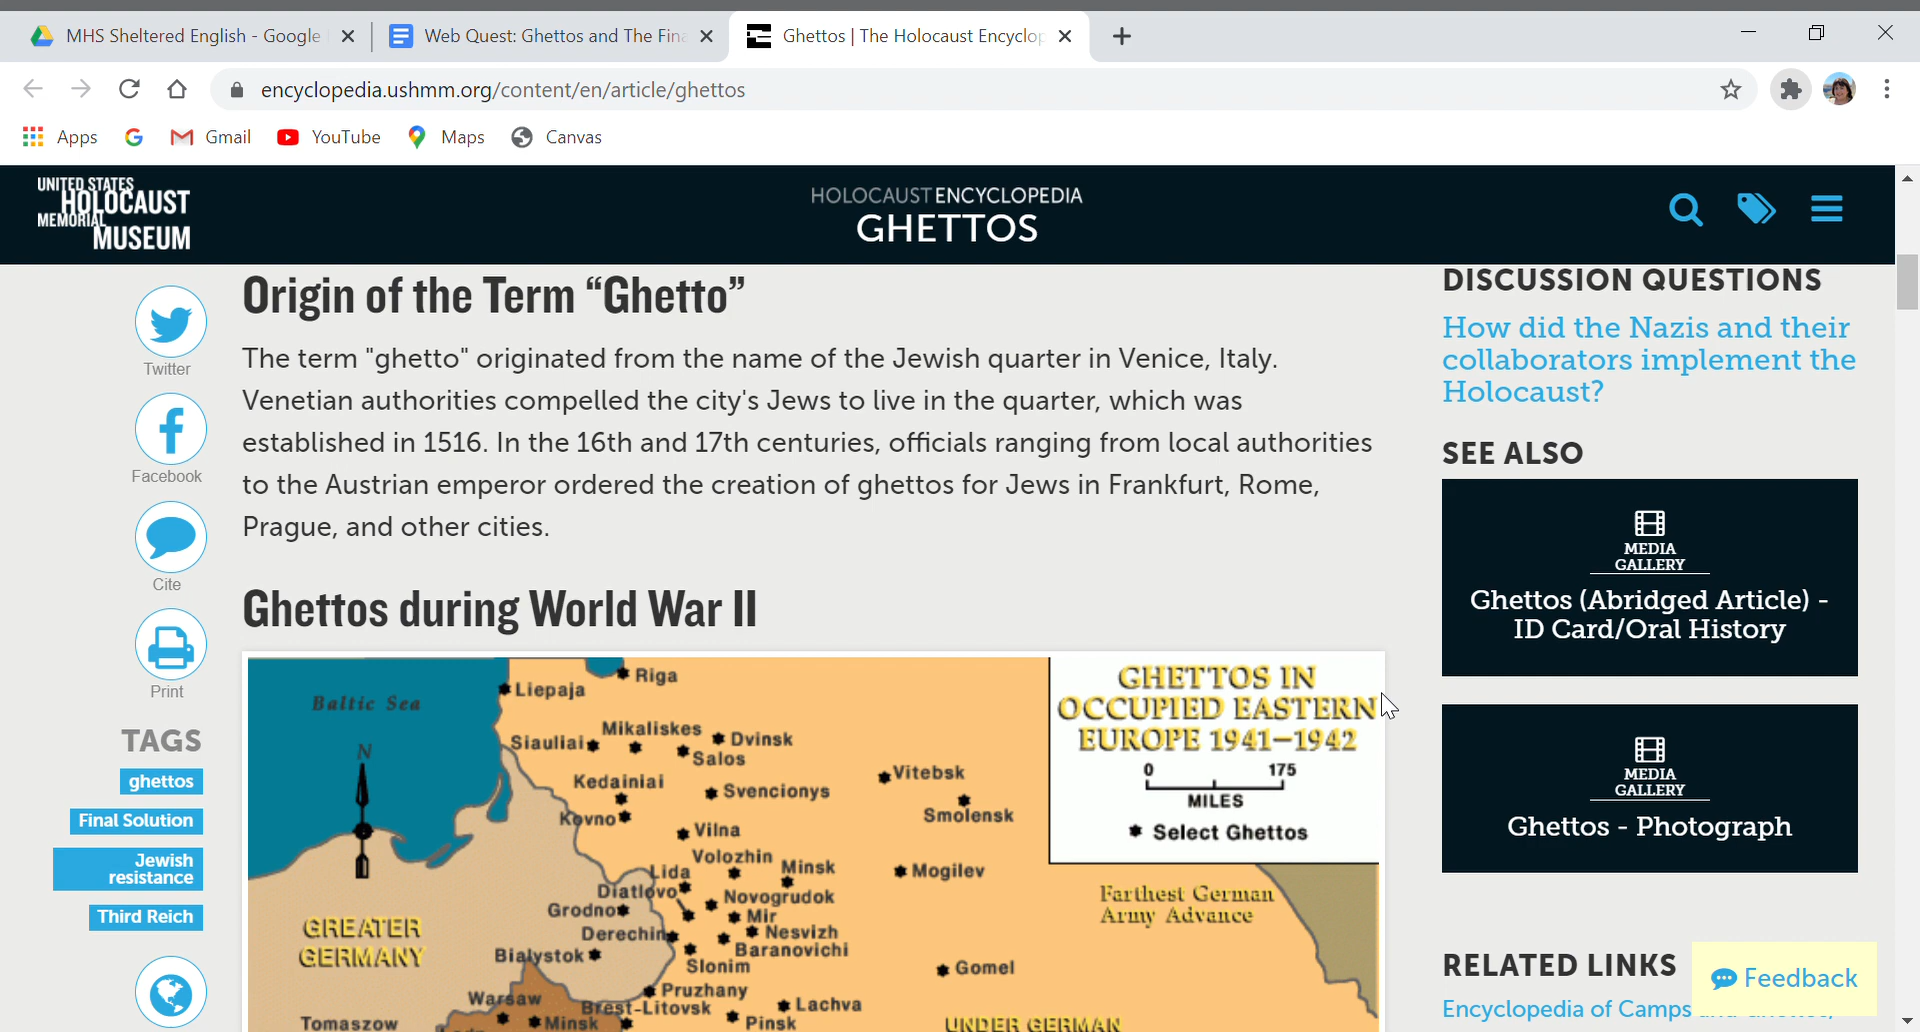 MHS Sheltered English - Google
Web Quest: Ghettos and The Fina
Ghettos | The Holocaust Encyclop
encyclopedia.ushmm.org/content/en/article/ghettos
Apps
Gmail
YouTube
Maps
Canvas
UNITED STATES
HOLOCAUST
MEMORIAL
MUSEUM
HOLOCAUSTENCYCLOPEDIA
GHETTOS
Twitter
Facebook
Cite
Print
TAGS
ghettos
Final Solution
Jewish
resistance
Third Reich
Origin of the Term “Ghetto”
The term "ghetto" originated from the name of the Jewish quarter in Venice, Italy.
Venetian authorities compelled the city's Jews to live in the quarter, which was
established in 1516. In the 16th and 17th centuries, officials ranging from local authorities
to the Austrian emperor ordered the creation of ghettos for Jews in Frankfurt, Rome,
Prague, and other cities.
Ghettos during World War II
Baltic Sea
N
Riga
Liepaja
Mikaliskes
Siauliai
Dvinsk
Salos
Kedainiai
Svencionys
Vitebsk
Kovno
Smolensk
Vilna
Volozhin
Lida
Minsk
Mogilev
Diatlovo
Novogrudok
Grodno
Mir
Derechin
Nesvizh
Baranovichi
Bialystok
Slonim
Gomel
Pruzhany
Warsaw
Brest-Litovsk
Lachva
Tomaszow
Minsk
Pinsk
GREATER
GERMANY
UNDER GERMAN
Farthest German
Army Advance
GHETTOS IN
OCCUPIED EASTERN
EUROPE 1941–1942
0 175
MILES
Select Ghettos
DISCUSSION QUESTIONS
How did the Nazis and their
collaborators implement the
Holocaust?
SEE ALSO
MEDIA
GALLERY
Ghettos (Abridged Article) -
ID Card/Oral History
MEDIA
GALLERY
Ghettos - Photograph
RELATED LINKS
Encyclopedia of Camps
Feedback